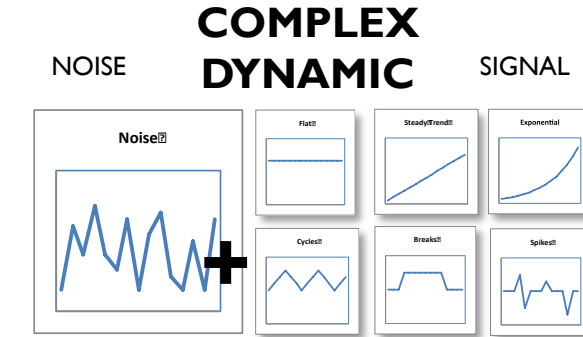 COMPLEX
NOISE DYNAMIC SIGNAL
Noise⍰
Flat⍰ Steady⍰Trend⍰ Exponential
+
Cycles⍰ Breaks⍰ Spikes⍰